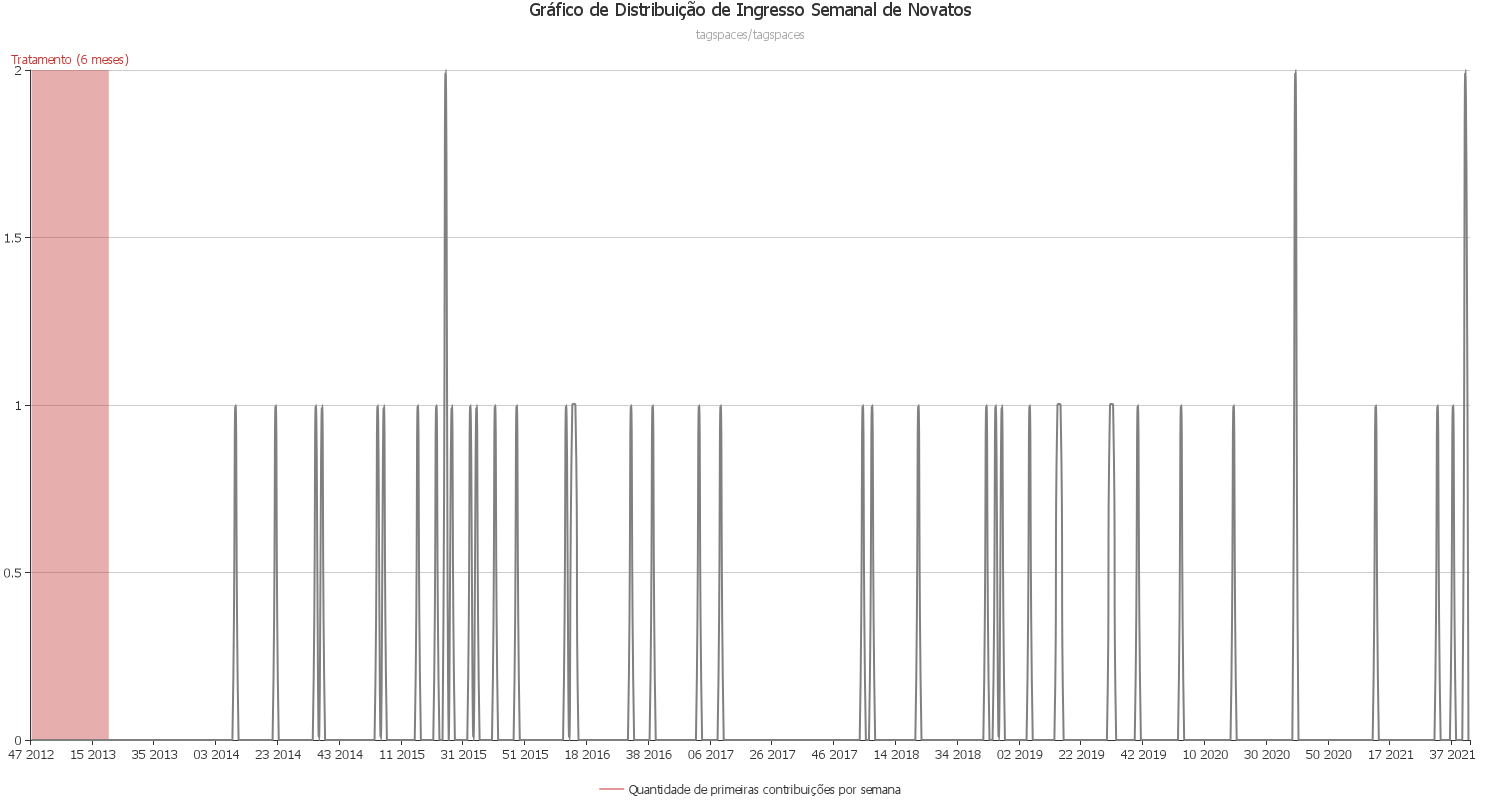 Gráfico de Distribuição de Ingresso Semanal de Novatos
tagspaces/tagspaces
Tratamento (6 meses)
2
1.5
1
0.5
0
47 2012 15 2013 35 2013 03 2014 23 2014 43 2014 11 2015 31 2015 51 2015 18 2016 38 2016 06 2017 26 2017 46 2017 14 2018 34 2018 02 2019 22 2019 42 2019 10 2020 30 2020 50 2020 17 2021 37 2021
Quantidade de primeiras contribuições por semana